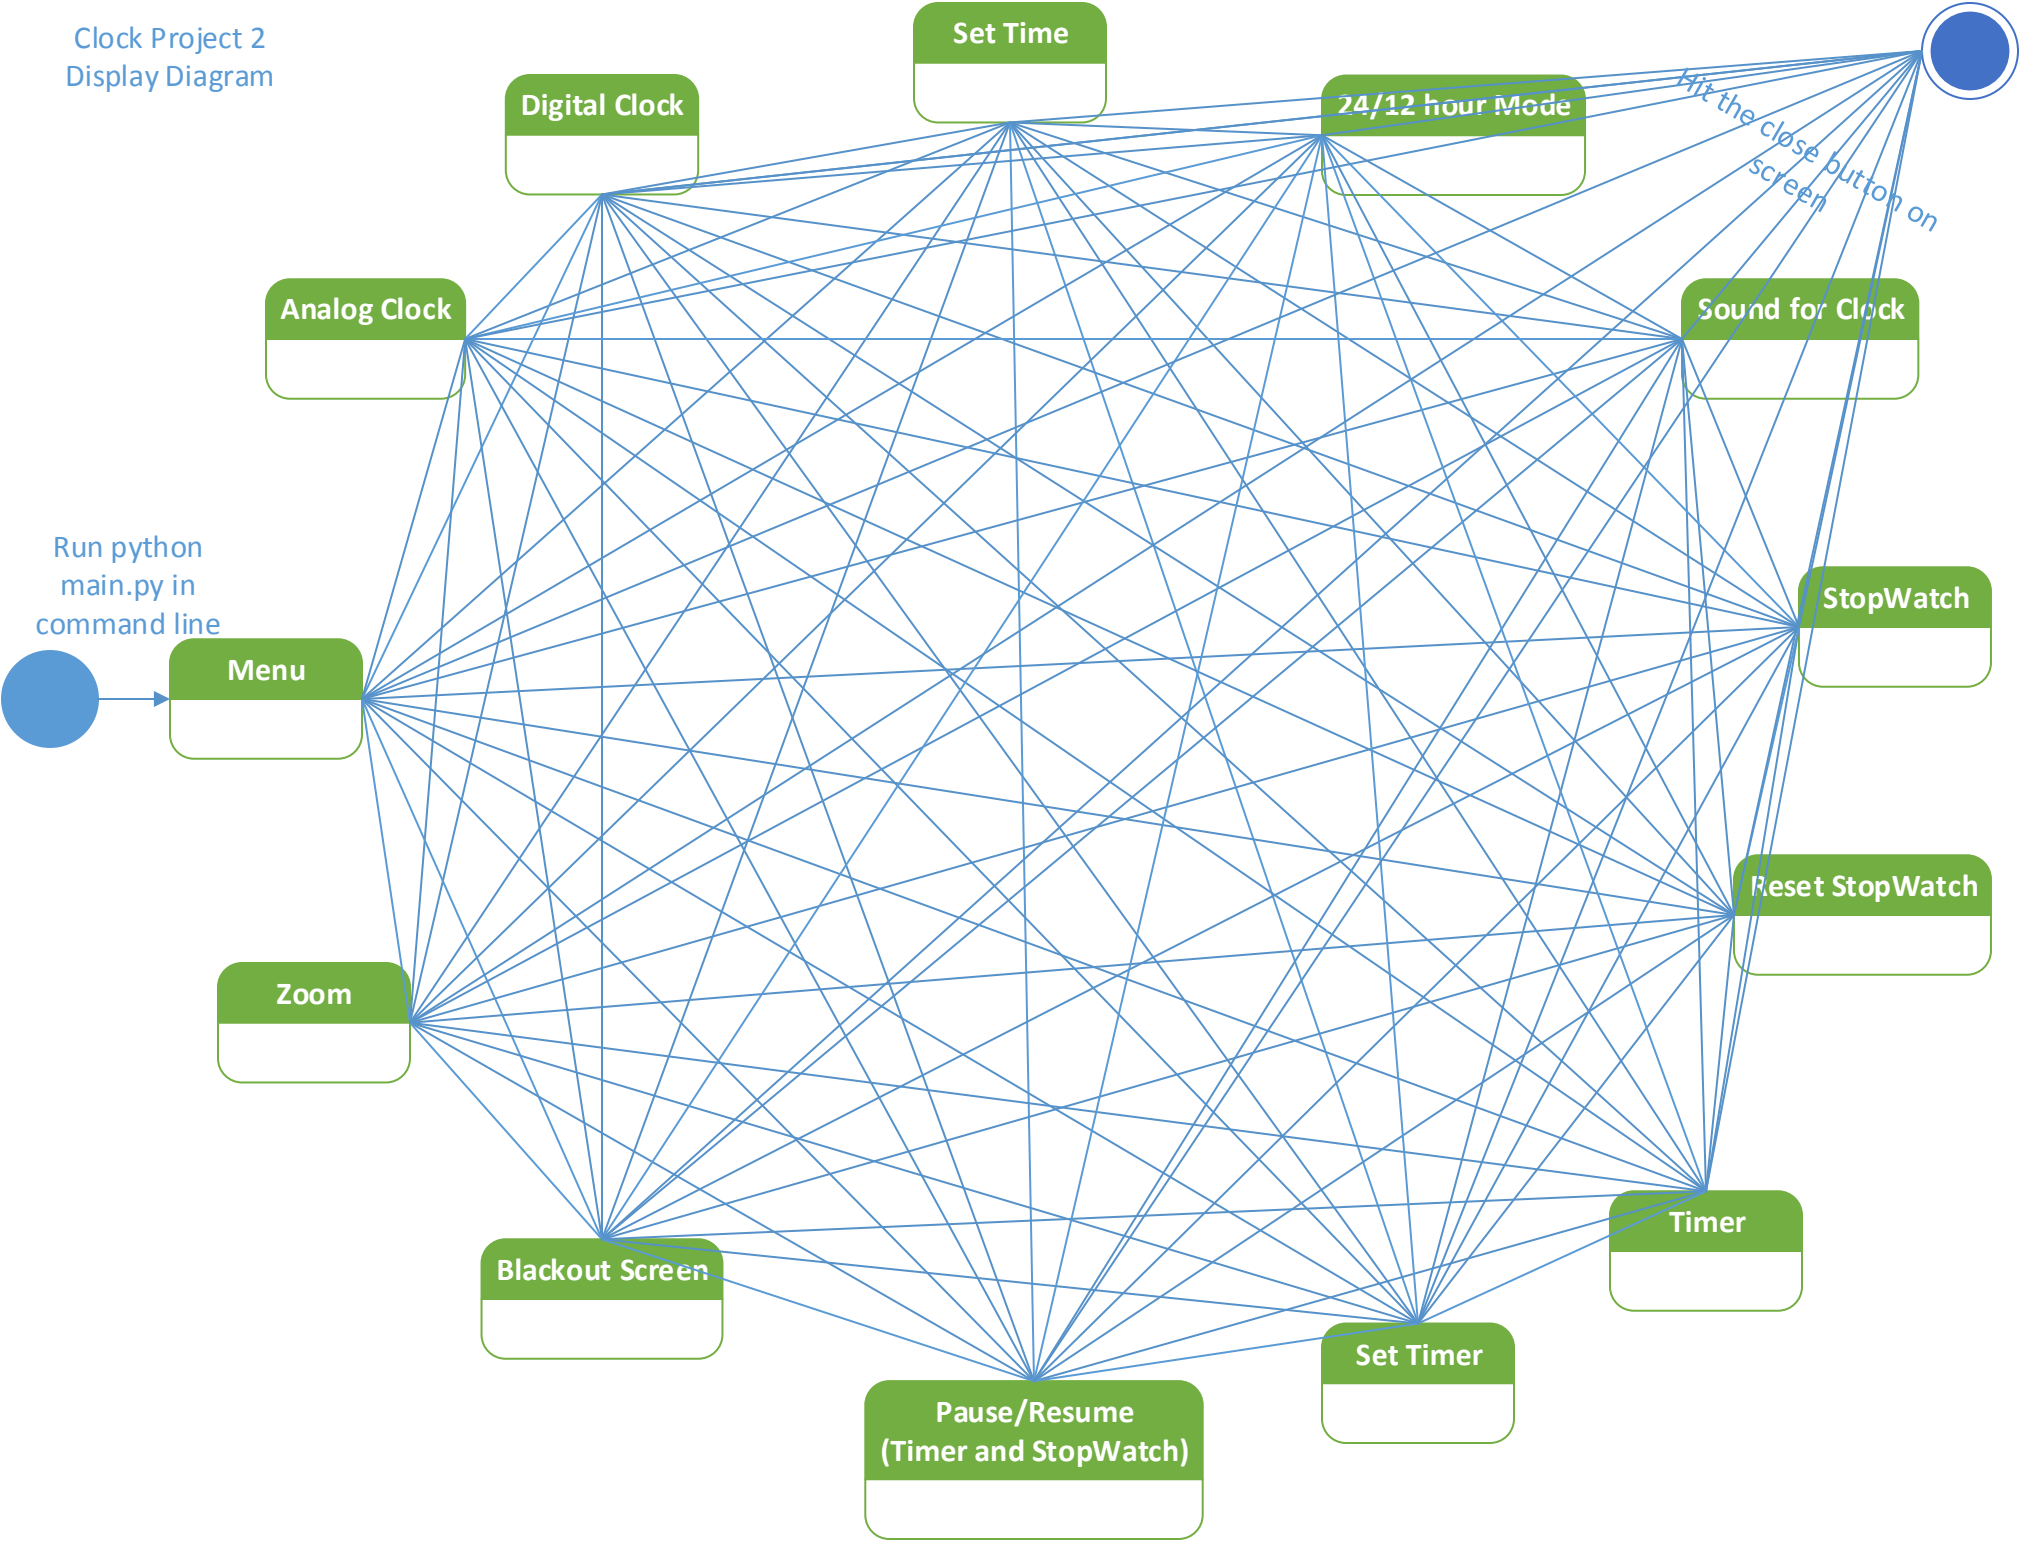 Clock Project 2
Display Diagram
Set Time
Digital Clock
24/12 hour Mode
Hit the close button on
screen
Analog Clock
Sound for Clock
Run python
main.py in
command line
StopWatch
Menu
Reset StopWatch
Zoom
Timer
Blackout Screen
Set Timer
Pause/Resume
(Timer and StopWatch)